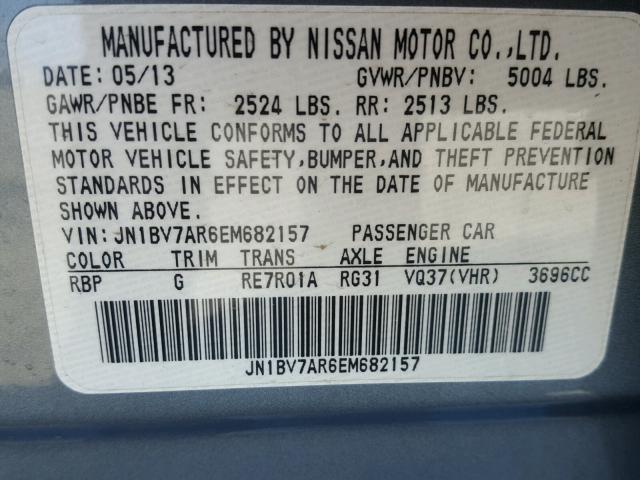 MANUFACTURED BY NISSAN MOTOR CO.,LTD.
DATE: 05/13 GVWR/PNBV: 5004 LBS.
GAWR/PNBE FR: 2524 LBS. RR: 2513 LBS.
THIS VEHICLE CONFORMS TO ALL APPLICABLE FEDERAL
MOTOR VEHICLE SAFETY,BUMPER,AND THEFT PREVENTION
STANDARDS IN EFFECT ON THE DATE OF MANUFACTURE
SHOWN ABOVE.
VIN:JN1BV7AR6EM682157 PASSENGER CAR
COLOR TRIM TRANS AXLE ENGINE
RBP G RE7R01A RG31 VQ37(VHR) 3696CC
JN1BV7AR6EM682157